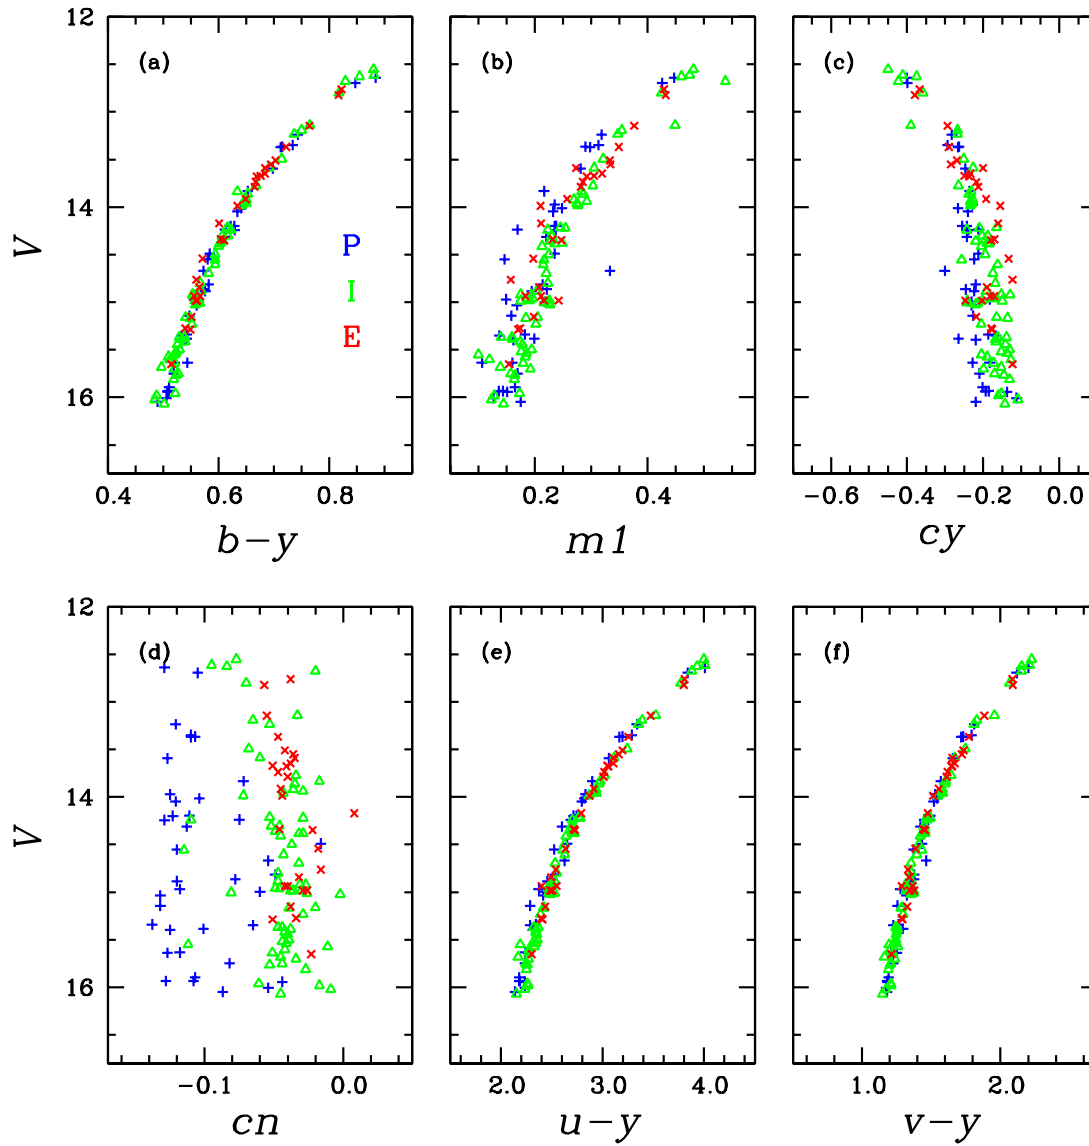 12
14
16
V
(a)
P
I
E
0.4 0.6 0.8
b-y
(b)
0.2 0.4
m1
(c)
-0.6 -0.4 -0.2 0.0
cy
12
14
16
V
(d)
-0.1 0.0
cn
(e)
2.0 3.0 4.0
u-y
(f)
1.0 2.0
v-y